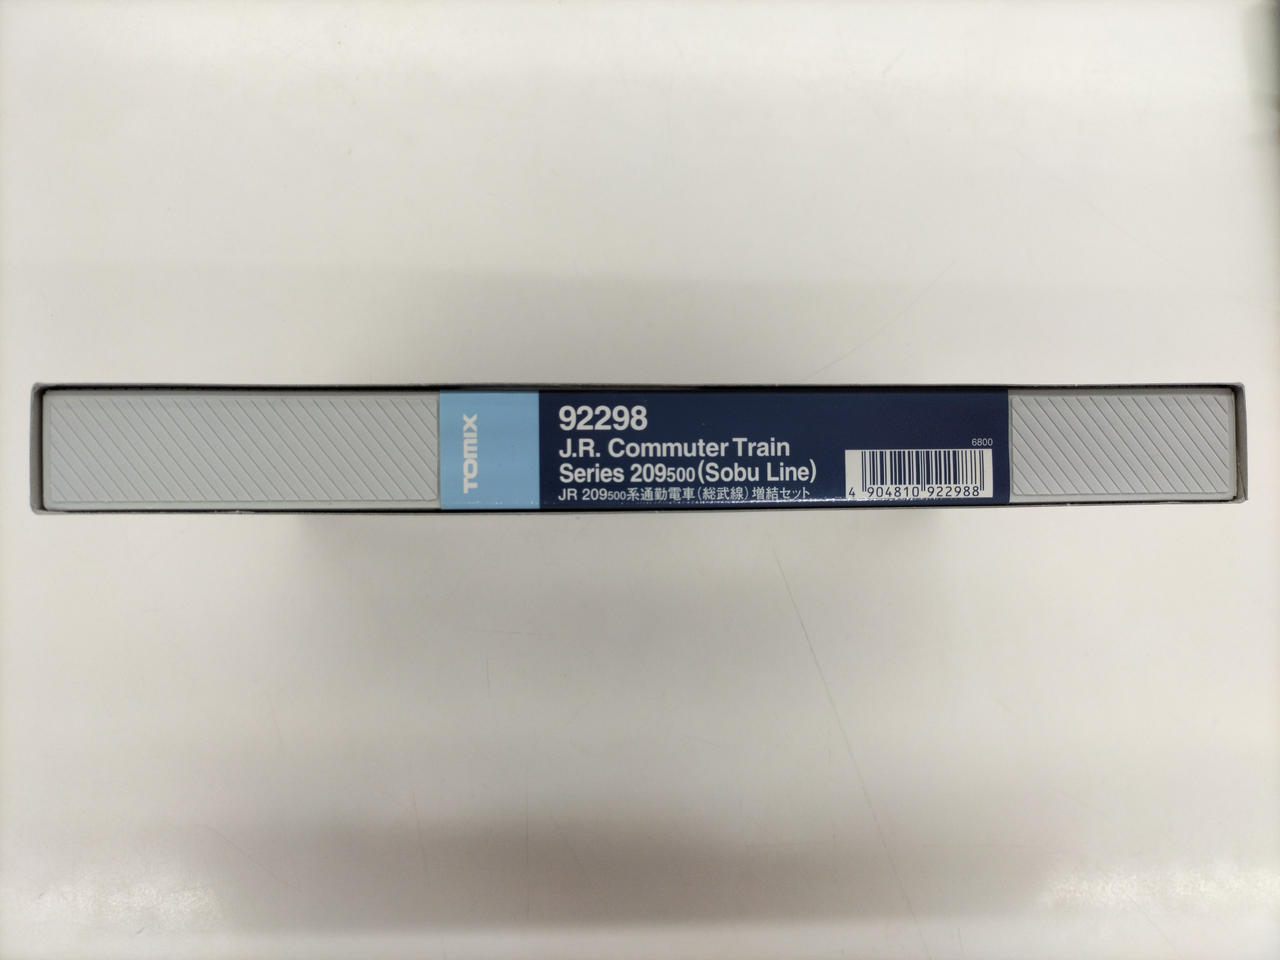 TOMIX
92298
J.R. Commuter Train
Series 209500(Sobu Line)
JR 209500系通勤電車(総武線)増結セット
6800
4 904810 922988